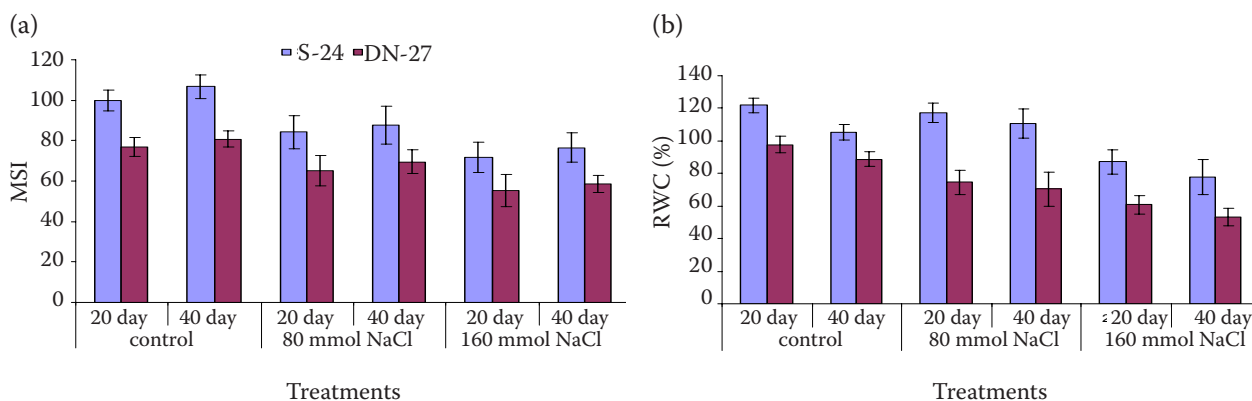 (a)
S-24 DN-27
120
100
80
60
40
20
0
MSI
20 day 40 day 20 day 40 day 20 day 40 day
control 80 mmol NaCl 160 mmol NaCl
Treatments
(b)
140
120
100
80
60
40
20
0
RWC (%)
20 day 40 day 20 day 40 day 20 day 40 day
control 80 mmol NaCl 160 mmol NaCl
Treatments